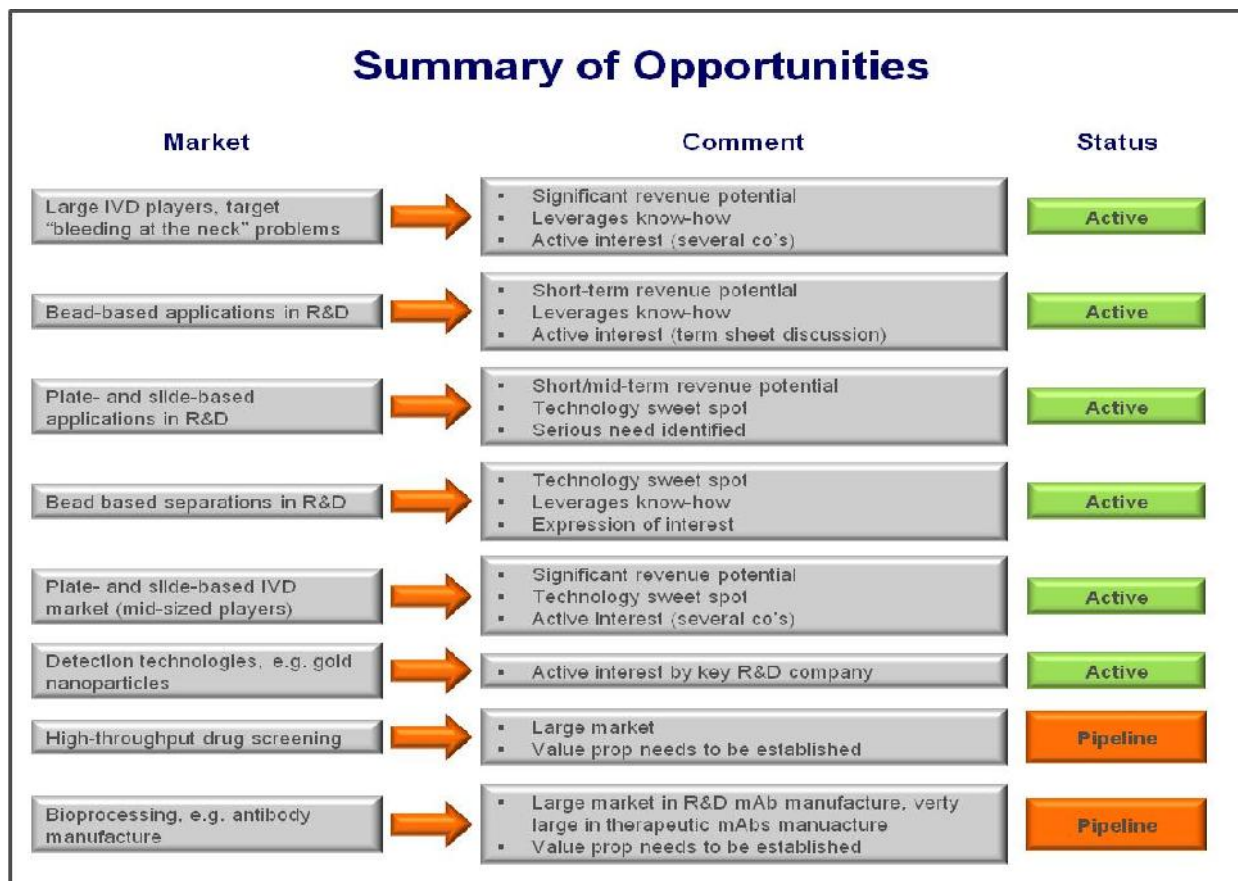 Summary of Opportunities
Market
Comment
Status
Large IVD players, target
"bleeding at the neck" problems
▪ Significant revenue potential
▪ Leverages know-how
▪ Active interest (several co's)
Active
Bead-based applications in R&D
▪ Short-term revenue potential
▪ Leverages know-how
▪ Active interest (term sheet discussion)
Active
Plate- and slide-based
applications in R&D
▪ Short/mid-term revenue potential
▪ Technology sweet spot
▪ Serious need identified
Active
Bead based separations in R&D
▪ Technology sweet spot
▪ Leverages know-how
▪ Expression of interest
Active
Plate- and slide-based IVD
market (mid-sized players)
▪ Significant revenue potential
▪ Technology sweet spot
▪ Active interest (several co's)
Active
Detection technologies, e.g. gold
nanoparticles
▪ Active interest by key R&D company
Active
High-throughput drug screening
▪ Large market
▪ Value prop needs to be established
Pipeline
Bioprocessing, e.g. antibody
manufacture
▪ Large market in R&D mAb manufacture, verty
large in therapeutic mAbs manuacture
▪ Value prop needs to be established
Pipeline